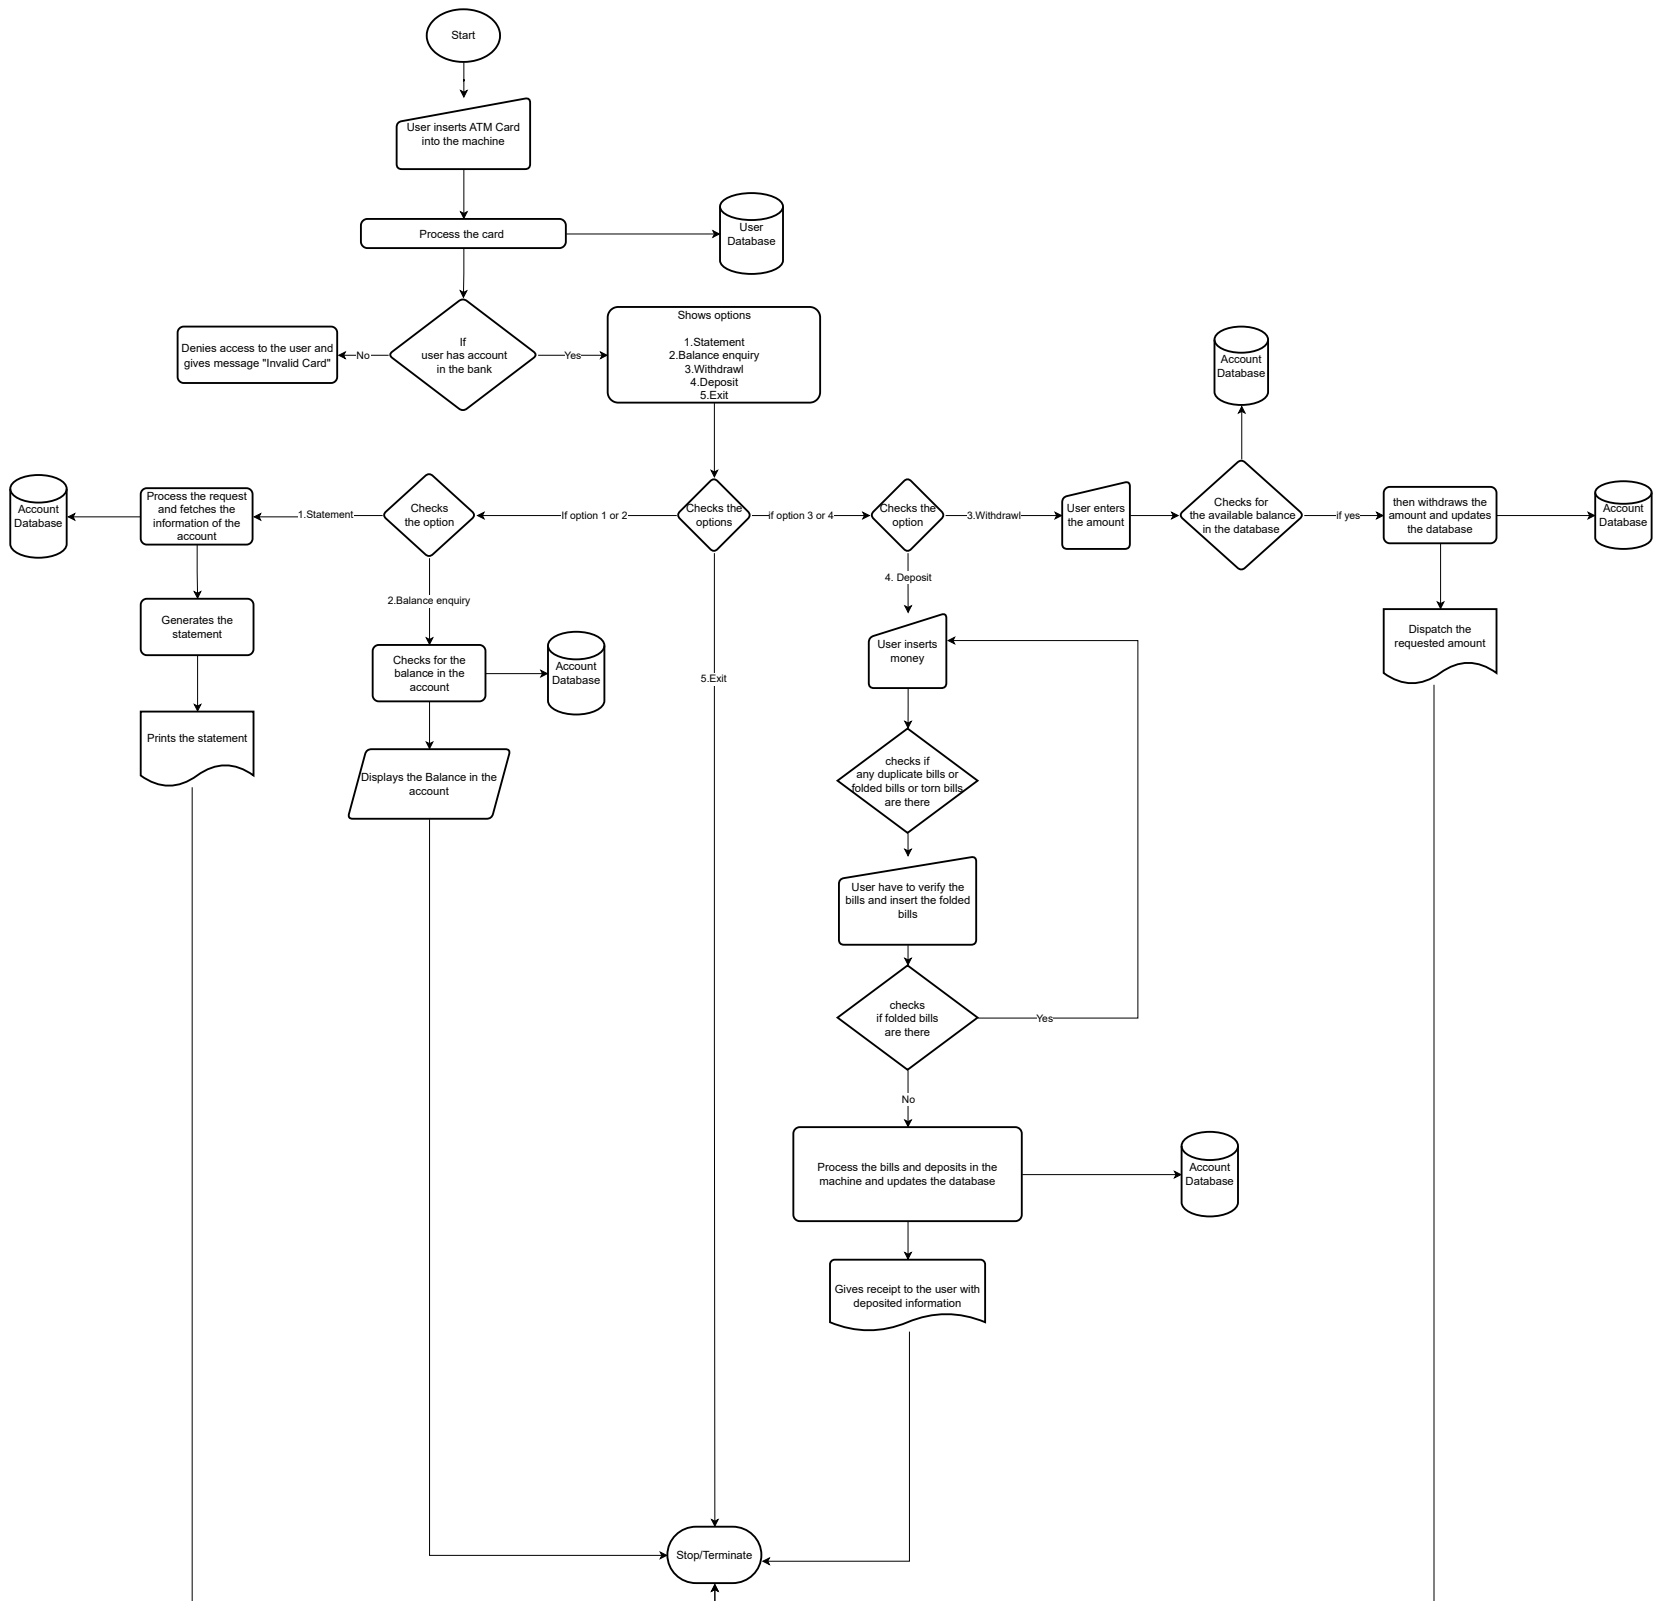 Start
User inserts ATM Card
into the machine
Process the card
User
Database
If
user has account
in the bank
No
Denies access to the user and
gives message "Invalid Card"
Yes
Shows options
1.Statement
2.Balance enquiry
3.Withdrawl
4.Deposit
5.Exit
Checks the
options
If option 1 or 2
Checks
the option
1.Statement
Process the request
and fetches the
information of the
account
Account
Database
Generates the
statement
Prints the statement
2.Balance enquiry
Checks for the
balance in the
account
Account
Database
Displays the Balance in the
account
5.Exit
if option 3 or 4
Checks the
option
3.Withdrawl
User enters
the amount
Checks for
the available balance
in the database
Account
Database
if yes
then withdraws the
amount and updates
the database
Account
Database
Dispatch the
requested amount
4. Deposit
User inserts
money
checks if
any duplicate bills or
folded bills or torn bills
are there
User have to verify the
bills and insert the folded
bills
checks
if folded bills
are there
Yes
No
Process the bills and deposits in the
machine and updates the database
Account
Database
Gives receipt to the user with
deposited information
Stop/Terminate